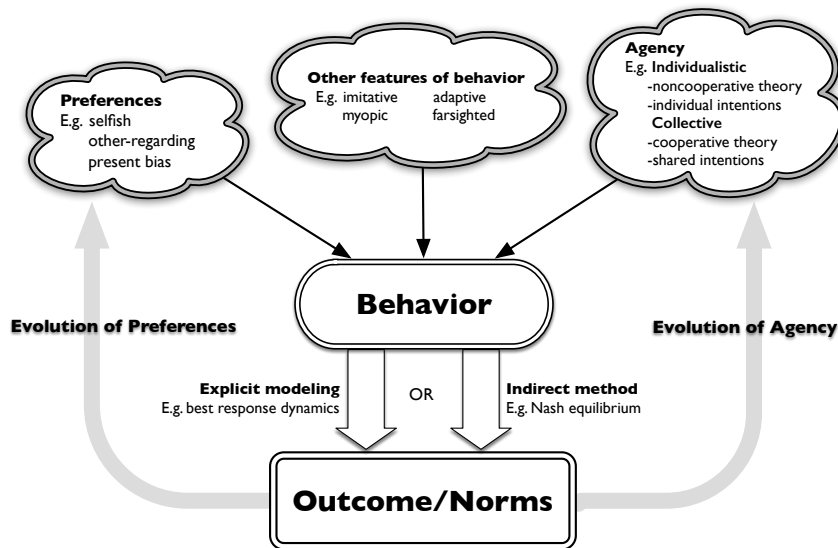 Preferences
E.g. selfish
other-regarding
present bias
Other features of behavior
E.g. imitative adaptive
myopic farsighted
Agency
E.g. Individualistic
-noncooperative theory
-individual intentions
Collective
-cooperative theory
-shared intentions
Behavior
Evolution of Preferences
Evolution of Agency
Explicit modeling
E.g. best response dynamics
OR
Indirect method
E.g. Nash equilibrium
Outcome/Norms